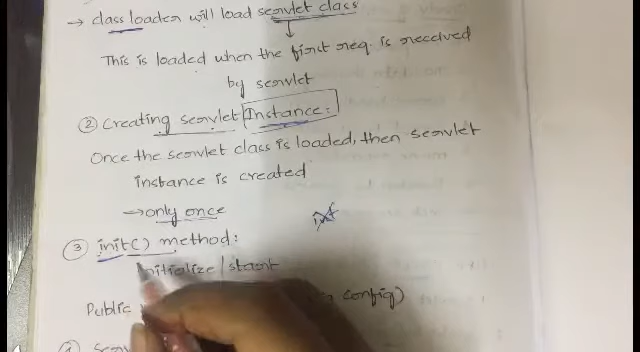 → class loader will load servlet class
This is loaded when the first req. is received
by servlet
② Creating servlet Instance:
Once the servlet class is loaded, then servlet
instance is created
→ only once
③ init() method:
initialize / start
Public config)